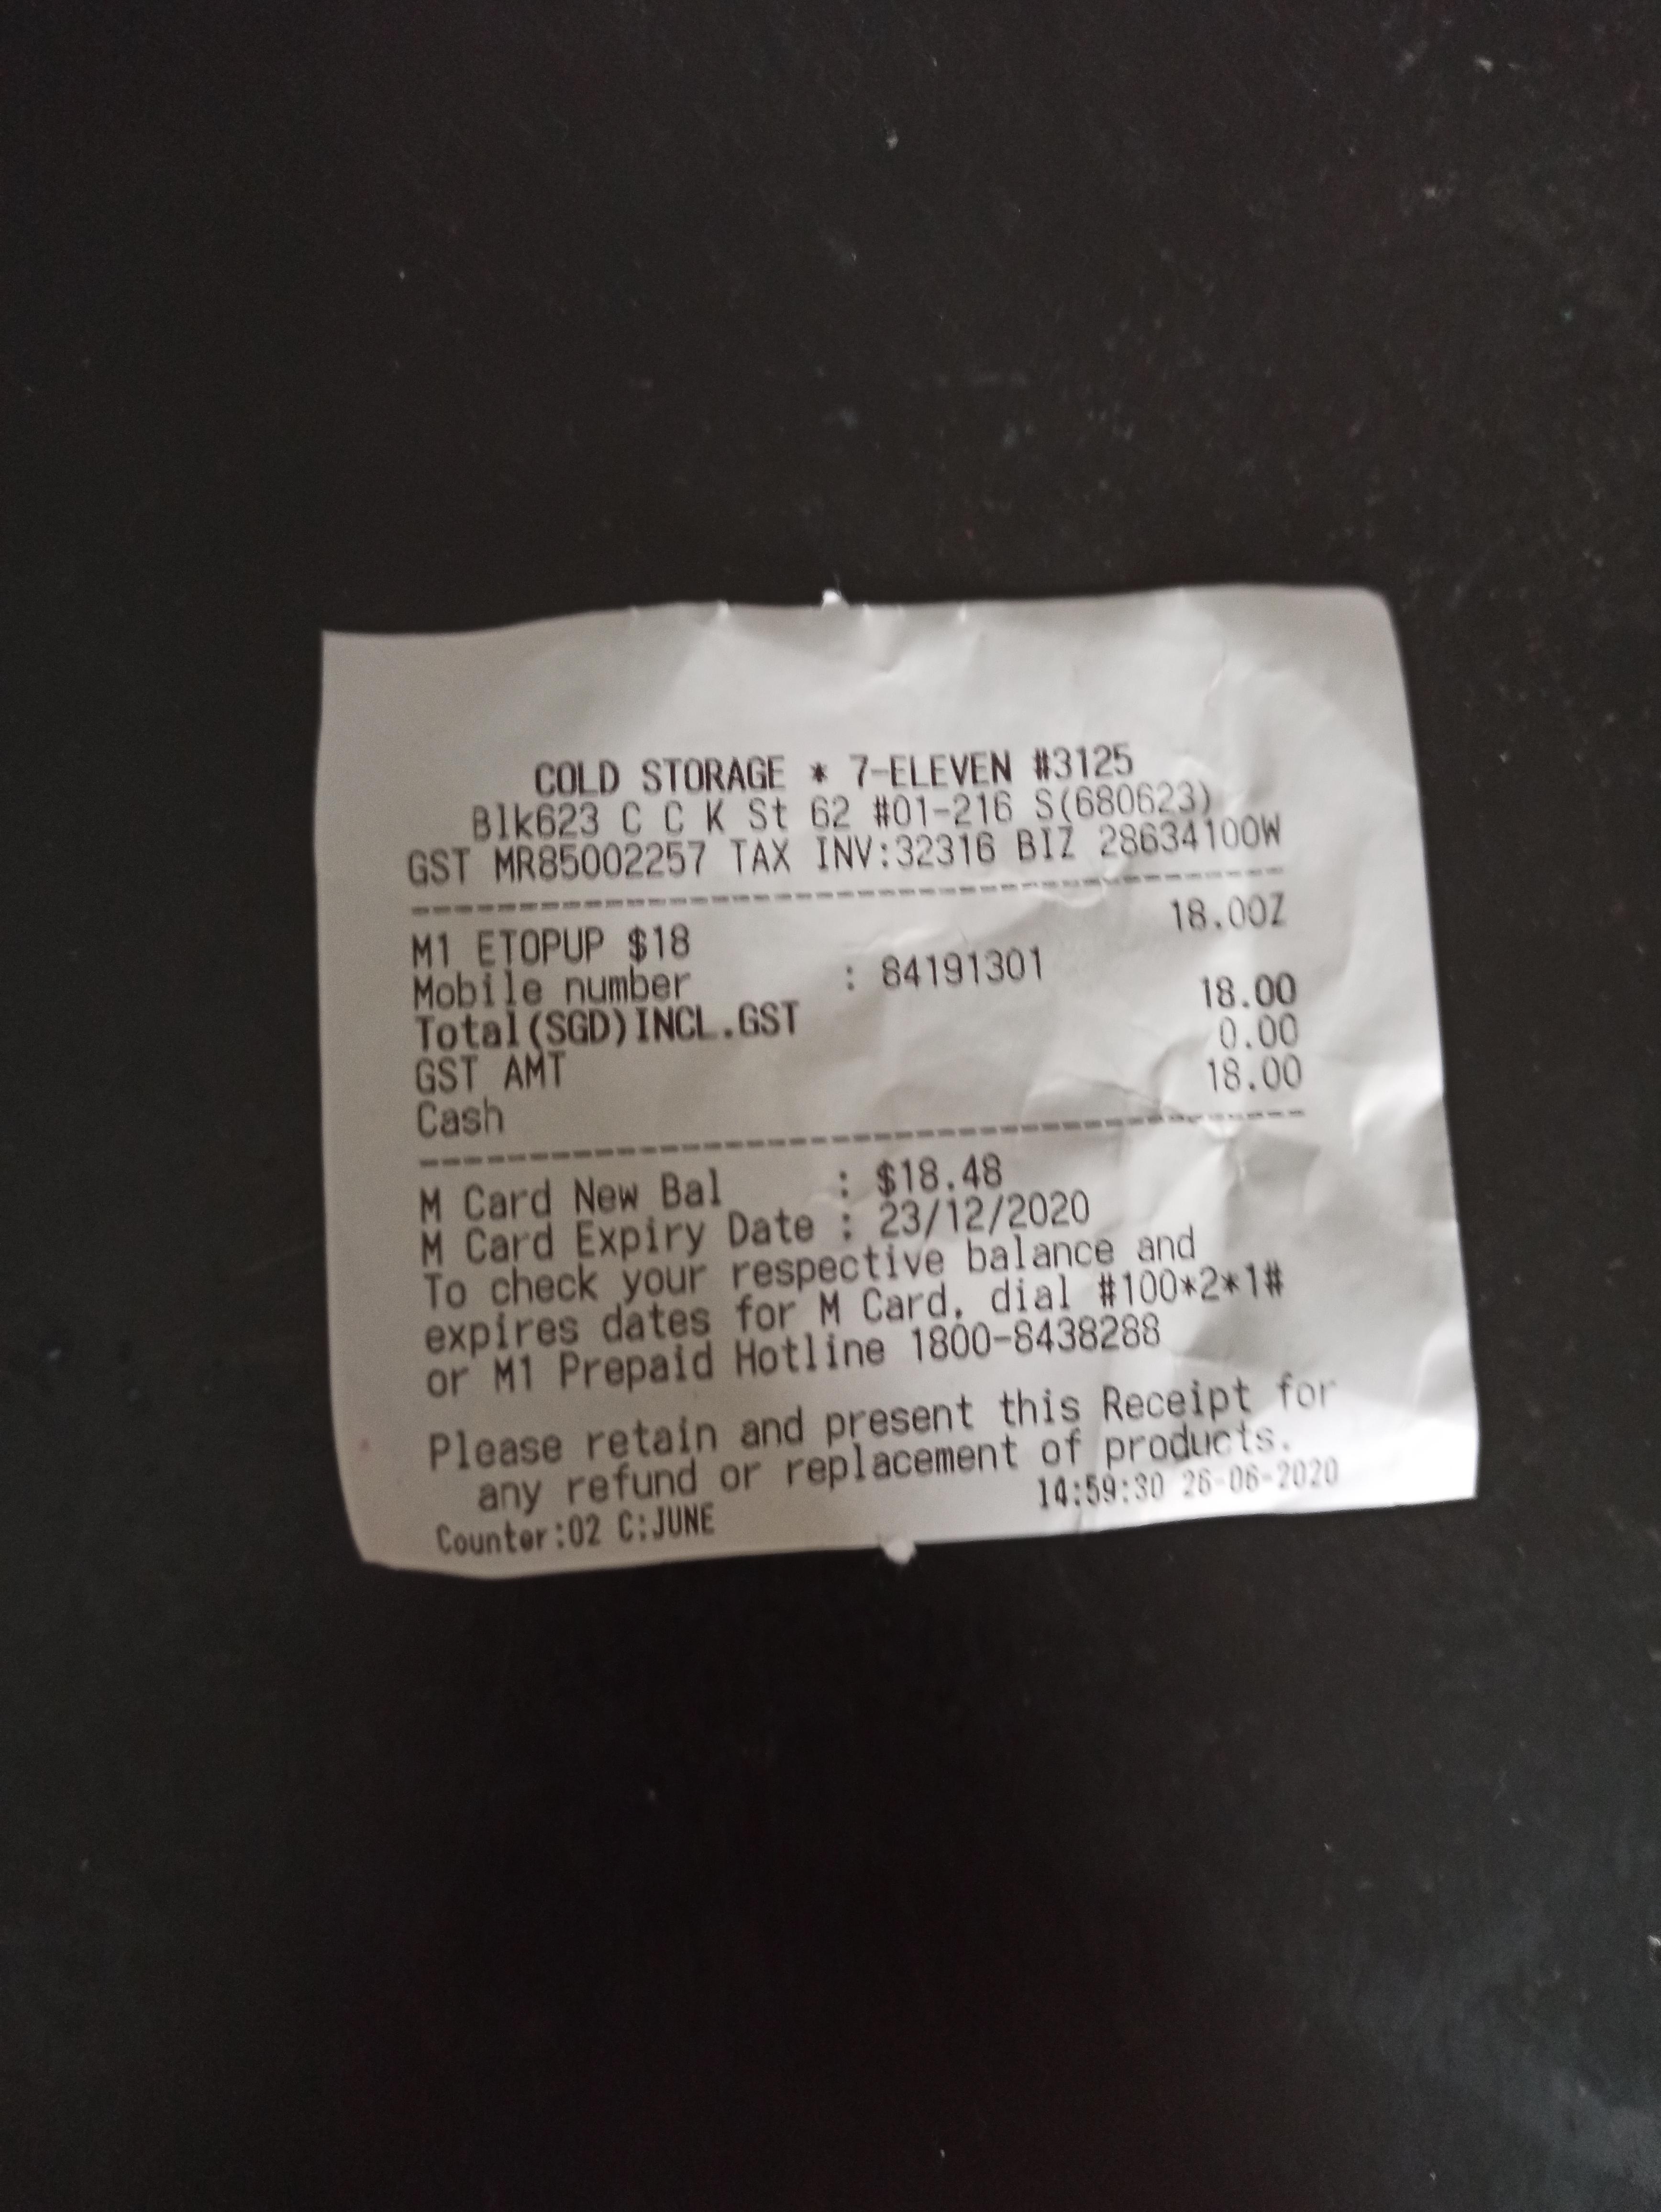 COLD STORAGE * 7-ELEVEN #3125
Blk623 C C K St 62 #01-216 S(680623)
GST MR85002257 TAX INV:32316 BIZ 28634100W
--------------------------------------------
M1 ETOPUP $18 18.00Z
Mobile number : 84191301
Total(SGD)INCL.GST 18.00
GST AMT 0.00
Cash 18.00
--------------------------------------------
M Card New Bal : $18.48
M Card Expiry Date : 23/12/2020
To check your respective balance and
expires dates for M Card, dial #100*2*1#
or M1 Prepaid Hotline 1800-8438288
Please retain and present this Receipt for
any refund or replacement of products.
Counter:02 C:JUNE 14:59:30 26-06-2020